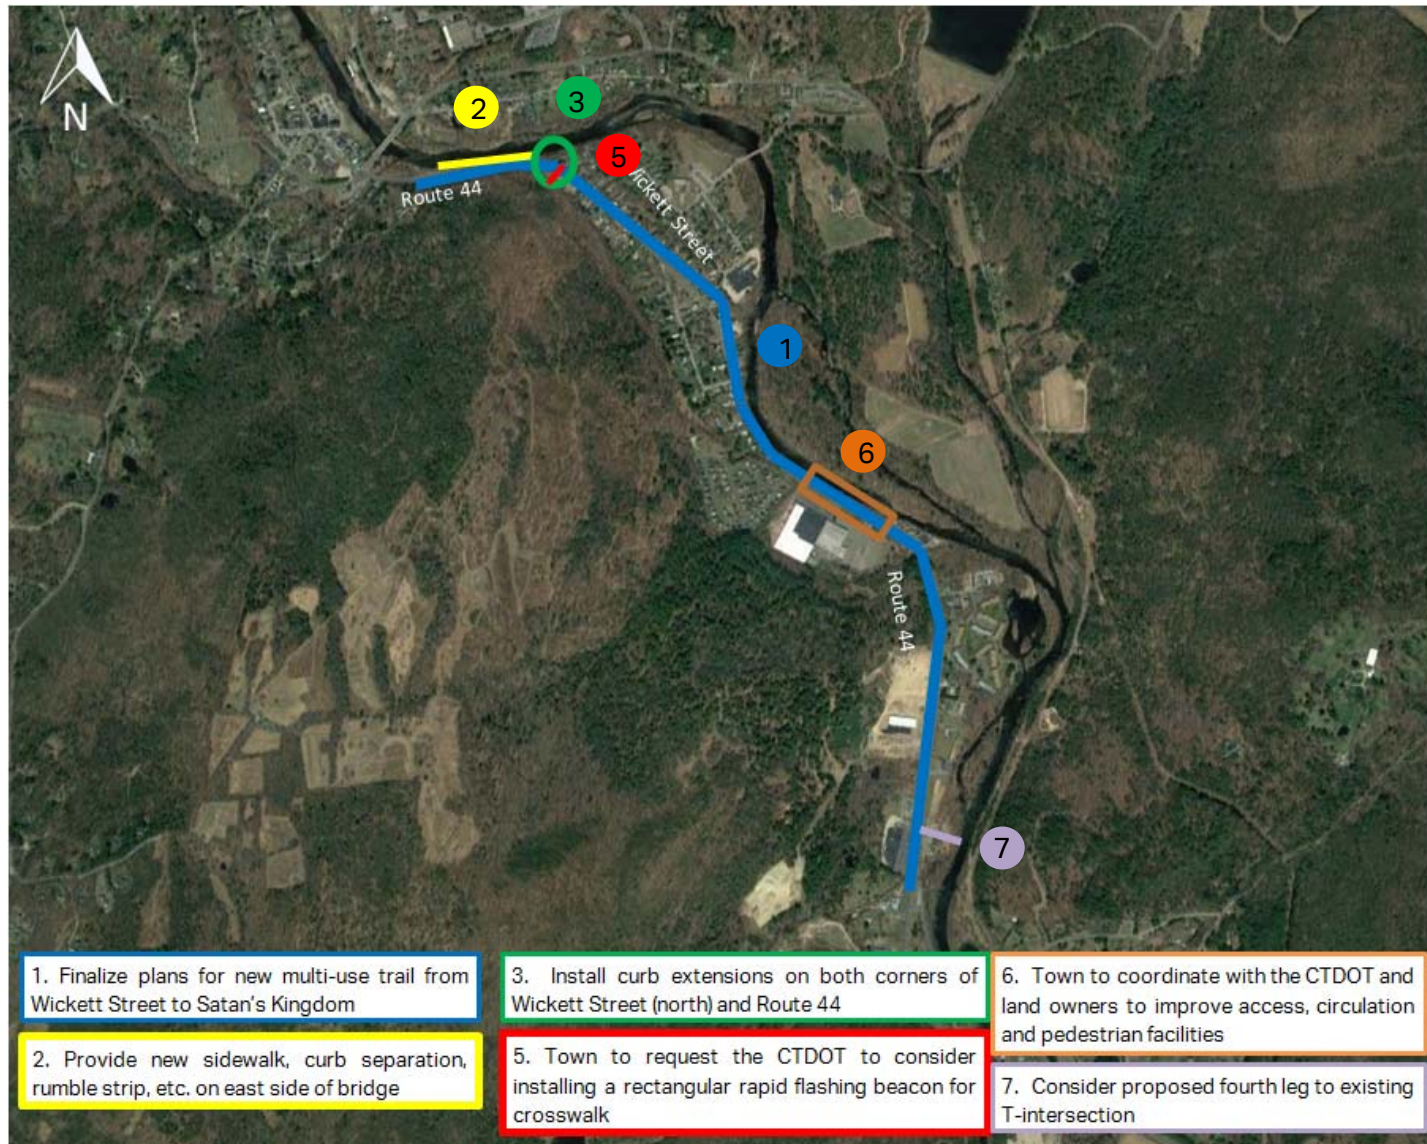 N
2
3
5
Route 44
Wickett Street
1
6
Route 44
7
1. Finalize plans for new multi-use trail from
Wickett Street to Satan's Kingdom
2. Provide new sidewalk, curb separation,
rumble strip, etc. on east side of bridge
3. Install curb extensions on both corners of
Wickett Street (north) and Route 44
5. Town to request the CTDOT to consider
installing a rectangular rapid flashing beacon for
crosswalk
6. Town to coordinate with the CTDOT and
land owners to improve access, circulation
and pedestrian facilities
7. Consider proposed fourth leg to existing
T-intersection